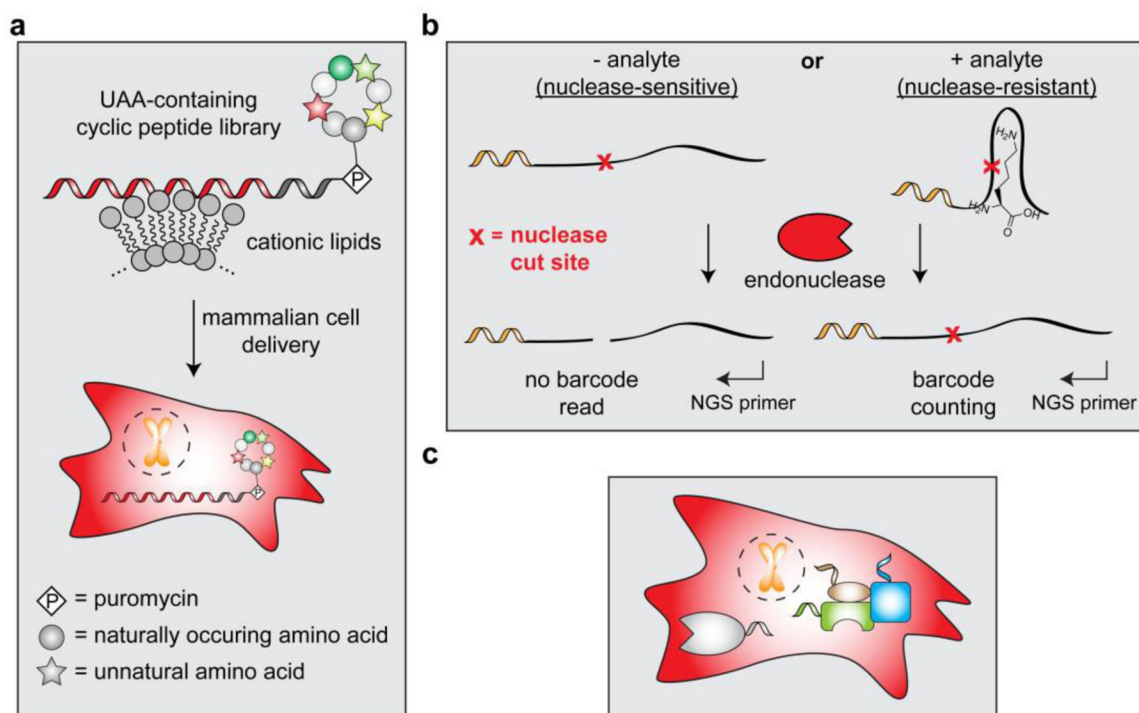 a
UAA-containing
cyclic peptide library
P
cationic lipids
mammalian cell
delivery
P
P = puromycin
= naturally occuring amino acid
= unnatural amino acid
b
- analyte
(nuclease-sensitive)
or
+ analyte
(nuclease-resistant)
H₂N
H₂N
OH
O
x = nuclease
cut site
endonuclease
no barcode
read
NGS primer
barcode
counting
NGS primer
c